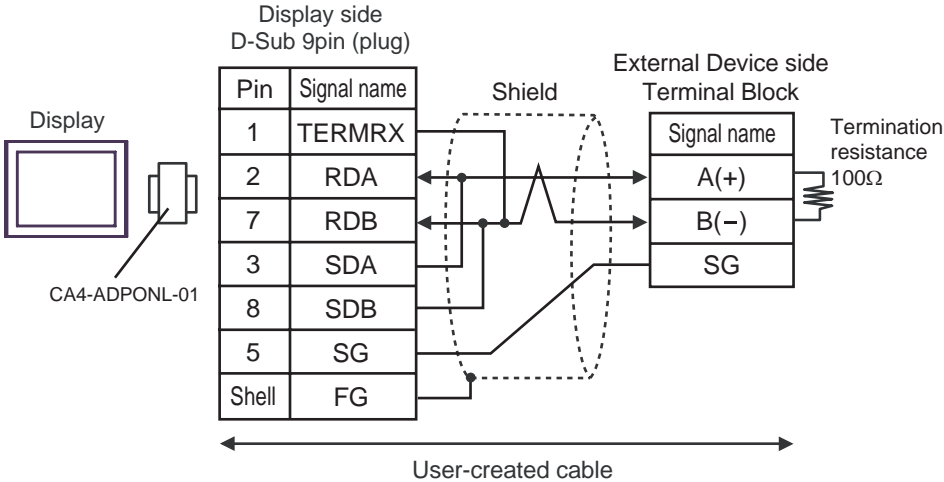 Display side
D-Sub 9pin (plug)
External Device side
Terminal Block
Display
CA4-ADPONL-01
Pin Signal name
1 TERMRX
2 RDA
7 RDB
3 SDA
8 SDB
5 SG
Shell FG
Shield
Signal name
A(+)
B(−)
SG
Termination
resistance
100Ω
User-created cable